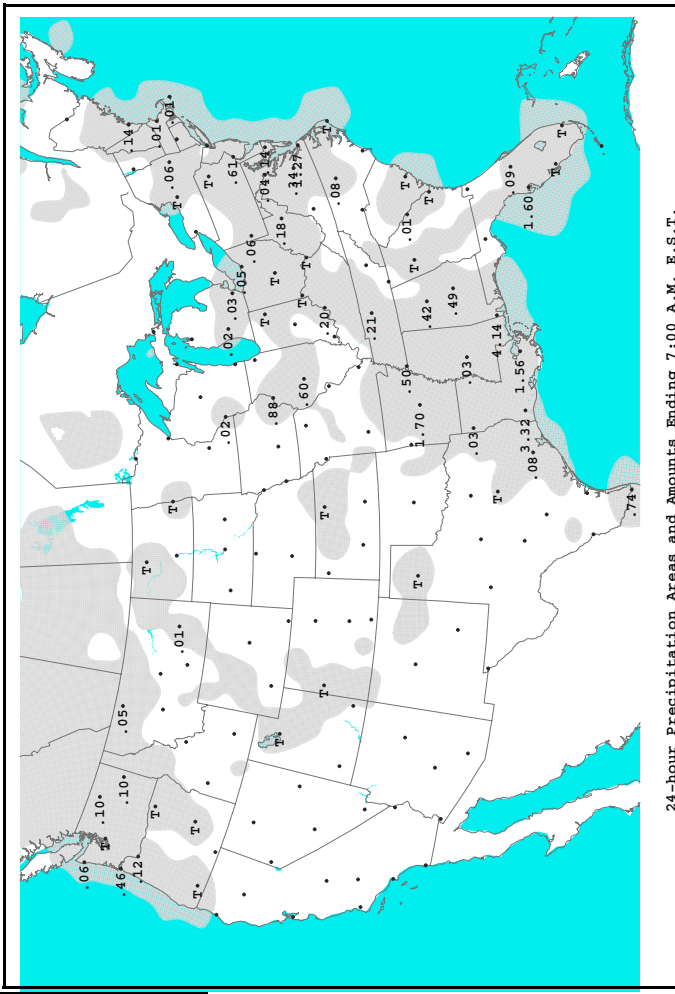 .06
.10
T
.46
.05
.10
.14
.12
T
T
.01
.06
.01
T
T
.01
T
T
T
.02
.02
.03
.61
.05
.06
.04
.14
T
.88
T
T
.18
.34
1.27
T
.60
T
T
T
.20
T
.08
.21
.50
T
.01
T
T
1.70
.42
T
.49
.03
.03
T
4.14
.09
1.56
3.32
1.60
.08
T
T
.74
24-hour Precipitation Areas and Amounts Ending 7:00 A.M. E.S.T.